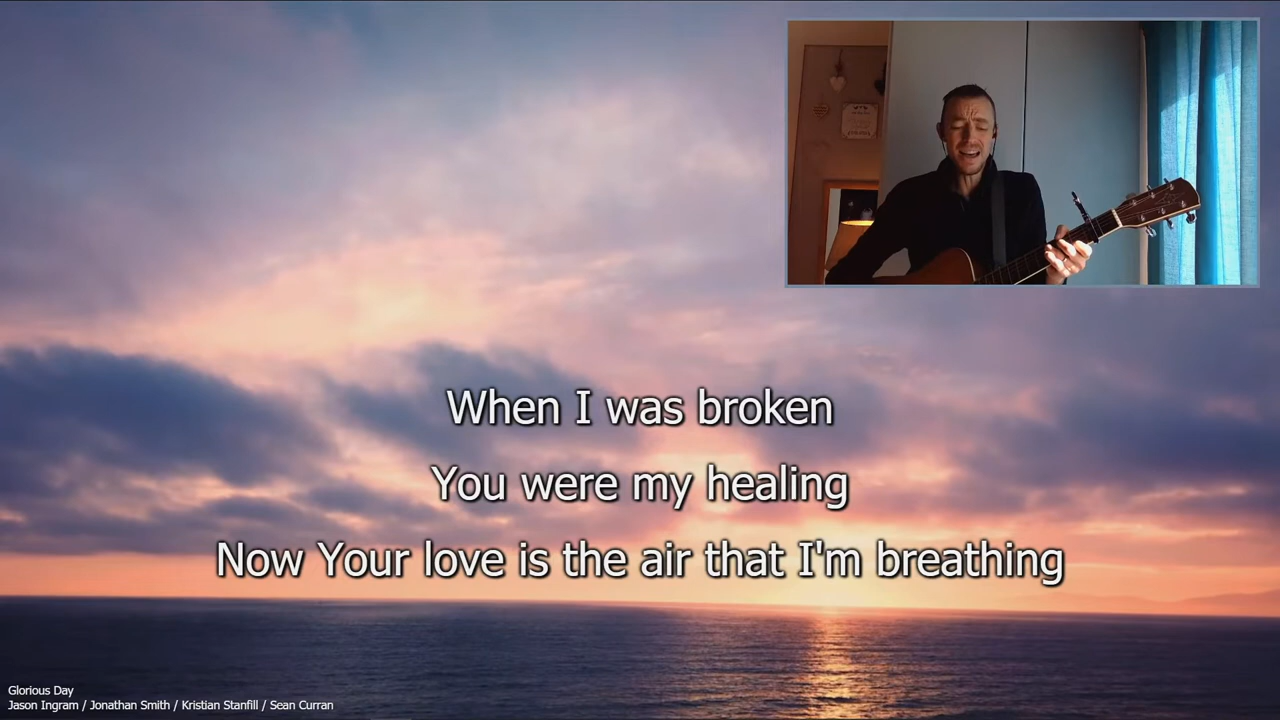 When I was broken
You were my healing
Now Your love is the air that I'm breathing
Glorious Day
Jason Ingram / Jonathan Smith / Kristian Stanfill / Sean Curran